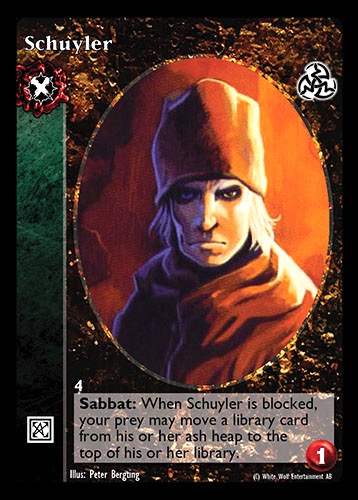 Schuyler
4
Sabbat: When Schuyler is blocked,
your prey may move a library card
from his or her ash heap to the
top of his or her library.
1
Illus: Peter Bergting
(C) White Wolf Entertainment AB